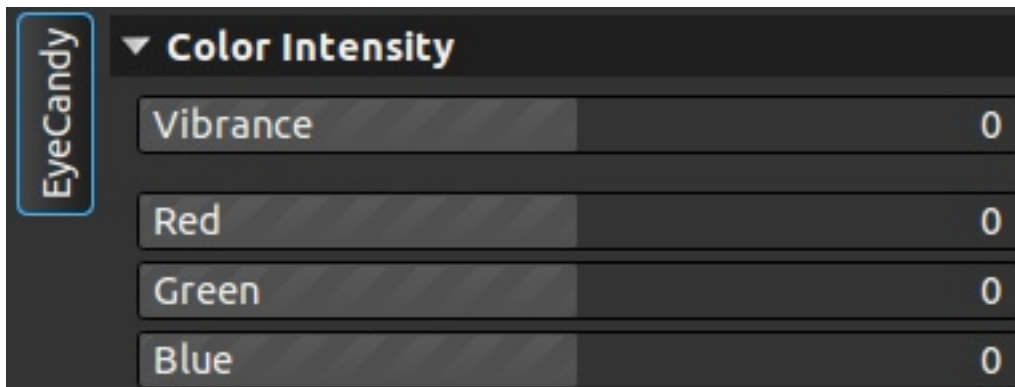 EyeCandy
Color Intensity
Vibrance 0
Red 0
Green 0
Blue 0